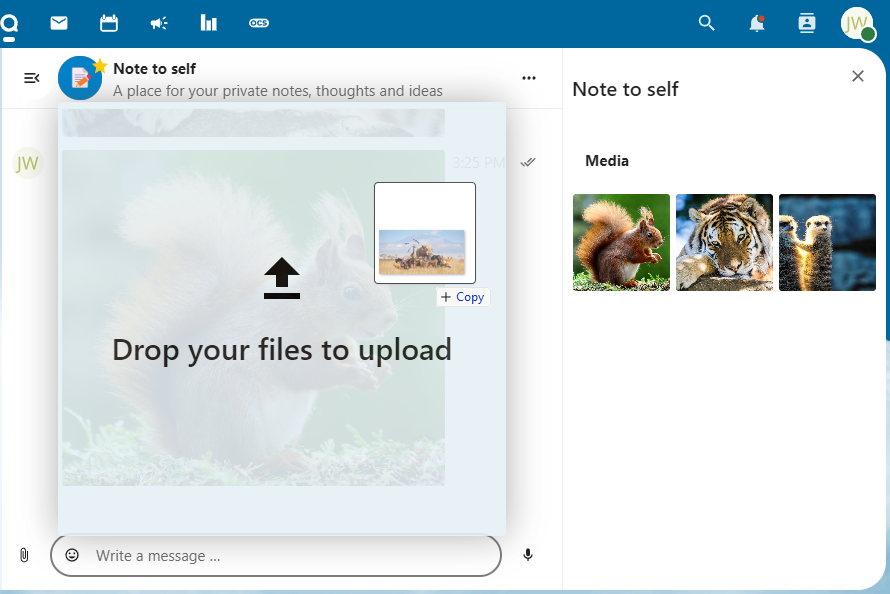 OCS
JW
Note to self
A place for your private notes, thoughts and ideas
Note to self
Media
JW
3:25 PM
+ Copy
Drop your files to upload
Write a message ...